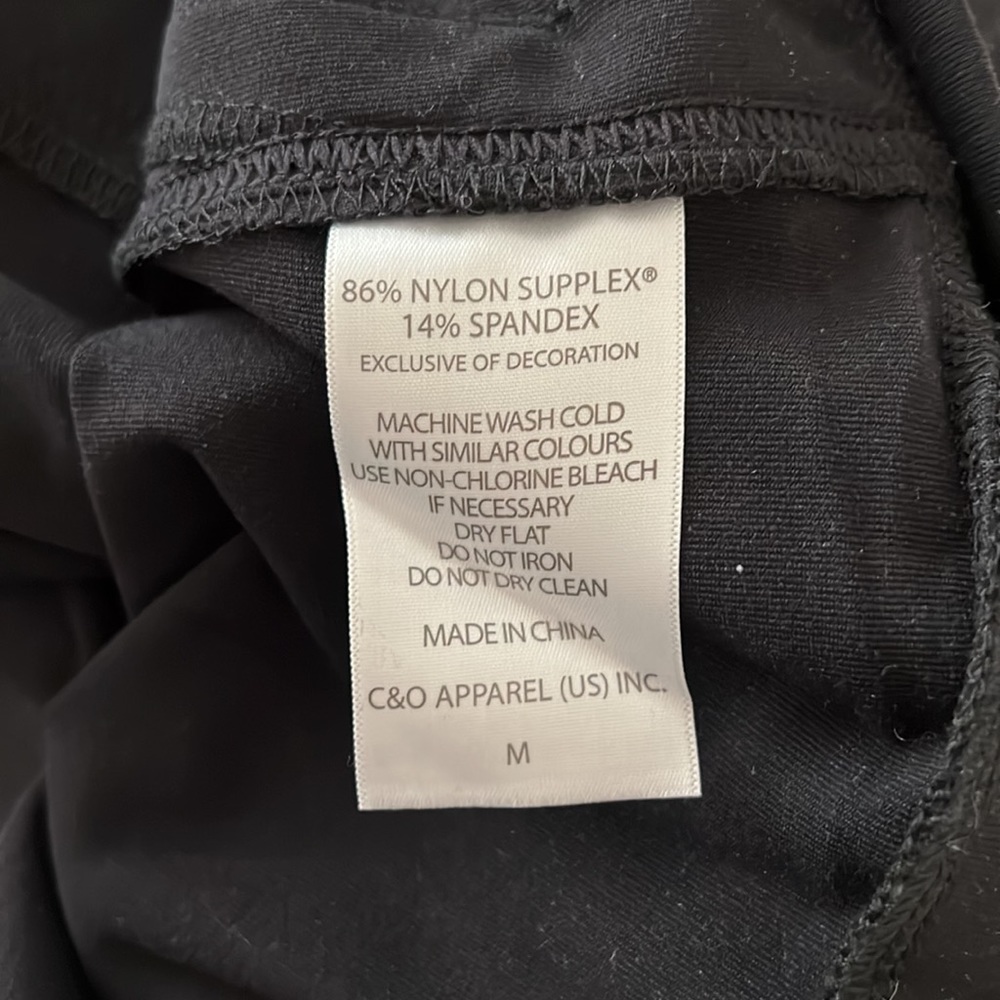 86% NYLON SUPPLEX®
14% SPANDEX
EXCLUSIVE OF DECORATION
MACHINE WASH COLD
WITH SIMILAR COLOURS
USE NON-CHLORINE BLEACH
IF NECESSARY
DRY FLAT
DO NOT IRON
DO NOT DRY CLEAN
MADE IN CHINA
C&O APPAREL (US) INC.
M